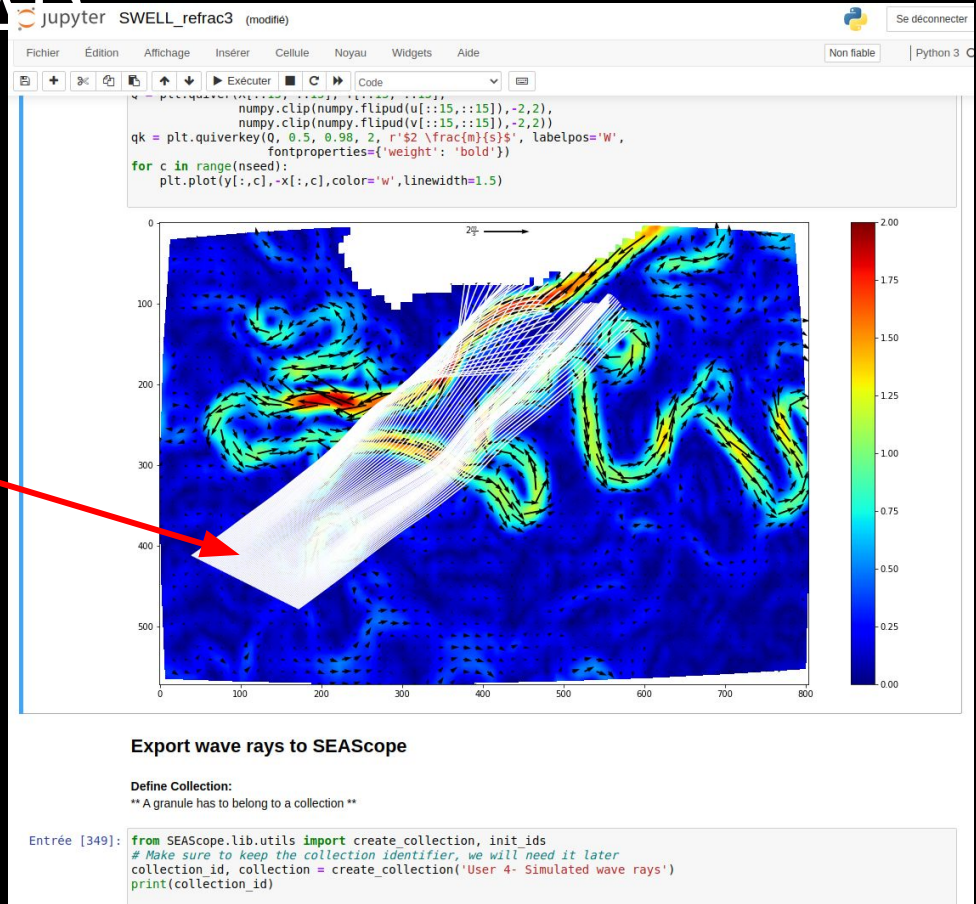 Jupyter SWELL_refrac3 (modifié)
Se déconnecter
Fichier Édition Affichage Insérer Cellule Noyau Widgets Aide
Non fiable
Python 3
Exécuter
Code
numpy.clip(numpy.flipud(u[::15,::15]),-2,2),
numpy.clip(numpy.flipud(v[::15,::15]),-2,2))
qk = plt.quiverkey(Q, 0.5, 0.98, 2, r'$2 \frac{m}{s}$', labelpos='W',
fontproperties={'weight': 'bold'})
for c in range(nseed):
plt.plot(y[:,c],-x[:,c],color='w',linewidth=1.5)
0
100
200
300
400
500
0 100 200 300 400 500 600 700 800
2 m/s
2.00
1.75
1.50
1.25
1.00
0.75
0.50
0.25
0.00
Export wave rays to SEAScope
Define Collection:
** A granule has to belong to a collection **
Entrée [349]: from SEAScope.lib.utils import create_collection, init_ids
# Make sure to keep the collection identifier, we will need it later
collection_id, collection = create_collection('User 4- Simulated wave rays')
print(collection_id)